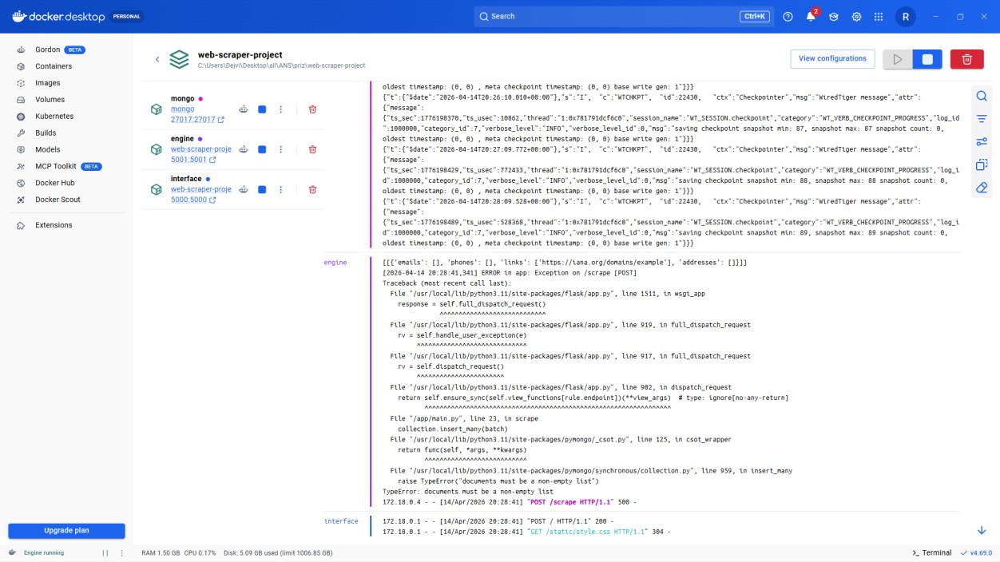 docker.desktop PERSONAL
Search
Ctrl+K
2
R
Gordon BETA
Containers
Images
Volumes
Kubernetes
Builds
Models
MCP Toolkit BETA
Docker Hub
Docker Scout
Extensions
Upgrade plan
web-scraper-project
C:\Users\Dejvi\Desktop\all\ANS\priz\web-scraper-project
View configurations
mongo
mongo
27017:27017
engine
web-scraper-proje
5001:5001
interface
web-scraper-proje
5000:5000
oldest timestamp: (0, 0) , meta checkpoint timestamp: (0, 0) base write gen: 1"}}}
{"t":{"$date":"2026-04-14T20:26:10.010+00:00"},"s":"I", "c":"WTCHKPT", "id":22430, "ctx":"Checkpointer","msg":"WiredTiger message","attr":
{"message":
{"ts_sec":1776198370,"ts_usec":10862,"thread":"1:0x781791dcf6c0","session_name":"WT_SESSION.checkpoint","category":"WT_VERB_CHECKPOINT_PROGRESS","log_i
d":1000000,"category_id":7,"verbose_level":"INFO","verbose_level_id":0,"msg":"saving checkpoint snapshot min: 87, snapshot max: 87 snapshot count: 0,
oldest timestamp: (0, 0) , meta checkpoint timestamp: (0, 0) base write gen: 1"}}}
{"t":{"$date":"2026-04-14T20:27:09.772+00:00"},"s":"I", "c":"WTCHKPT", "id":22430, "ctx":"Checkpointer","msg":"WiredTiger message","attr":
{"message":
{"ts_sec":1776198429,"ts_usec":772433,"thread":"1:0x781791dcf6c0","session_name":"WT_SESSION.checkpoint","category":"WT_VERB_CHECKPOINT_PROGRESS","log_i
d":1000000,"category_id":7,"verbose_level":"INFO","verbose_level_id":0,"msg":"saving checkpoint snapshot min: 88, snapshot max: 88 snapshot count: 0,
oldest timestamp: (0, 0) , meta checkpoint timestamp: (0, 0) base write gen: 1"}}}
{"t":{"$date":"2026-04-14T20:28:09.528+00:00"},"s":"I", "c":"WTCHKPT", "id":22430, "ctx":"Checkpointer","msg":"WiredTiger message","attr":
{"message":
{"ts_sec":1776198489,"ts_usec":528368,"thread":"1:0x781791dcf6c0","session_name":"WT_SESSION.checkpoint","category":"WT_VERB_CHECKPOINT_PROGRESS","log_i
d":1000000,"category_id":7,"verbose_level":"INFO","verbose_level_id":0,"msg":"saving checkpoint snapshot min: 89, snapshot max: 89 snapshot count: 0,
oldest timestamp: (0, 0) , meta checkpoint timestamp: (0, 0) base write gen: 1"}}}
engine
[[{'emails': [], 'phones': [], 'links': ['https://iana.org/domains/example'], 'addresses': []}]]
[2026-04-14 20:28:41,341] ERROR in app: Exception on /scrape [POST]
Traceback (most recent call last):
File "/usr/local/lib/python3.11/site-packages/flask/app.py", line 1511, in wsgi_app
response = self.full_dispatch_request()
^^^^^^^^^^^^^^^^^^^^^^^^^^^^
File "/usr/local/lib/python3.11/site-packages/flask/app.py", line 919, in full_dispatch_request
rv = self.handle_user_exception(e)
^^^^^^^^^^^^^^^^^^^^^^^^^^^^^
File "/usr/local/lib/python3.11/site-packages/flask/app.py", line 917, in full_dispatch_request
rv = self.dispatch_request()
^^^^^^^^^^^^^^^^^^^^^^^
File "/usr/local/lib/python3.11/site-packages/flask/app.py", line 902, in dispatch_request
return self.ensure_sync(self.view_functions[rule.endpoint])(**view_args) # type: ignore[no-any-return]
^^^^^^^^^^^^^^^^^^^^^^^^^^^^^^^^^^^^^^^^^^^^^^^^^^^^^^^^^^^^^^^^^
File "/app/main.py", line 23, in scrape
collection.insert_many(batch)
File "/usr/local/lib/python3.11/site-packages/pymongo/_csot.py", line 125, in csot_wrapper
return func(self, *args, **kwargs)
^^^^^^^^^^^^^^^^^^^^^^^^^^^
File "/usr/local/lib/python3.11/site-packages/pymongo/synchronous/collection.py", line 959, in insert_many
raise TypeError("documents must be a non-empty list")
TypeError: documents must be a non-empty list
172.18.0.4 - - [14/Apr/2026 20:28:41] "POST /scrape HTTP/1.1" 500 -
interface
172.18.0.1 - - [14/Apr/2026 20:28:41] "POST / HTTP/1.1" 200 -
172.18.0.1 - - [14/Apr/2026 20:28:41] "GET /static/style.css HTTP/1.1" 304 -
Engine running
RAM 1.50 GB CPU 0.17% Disk: 5.09 GB used (limit 1006.85 GB)
>_ Terminal
v4.69.0